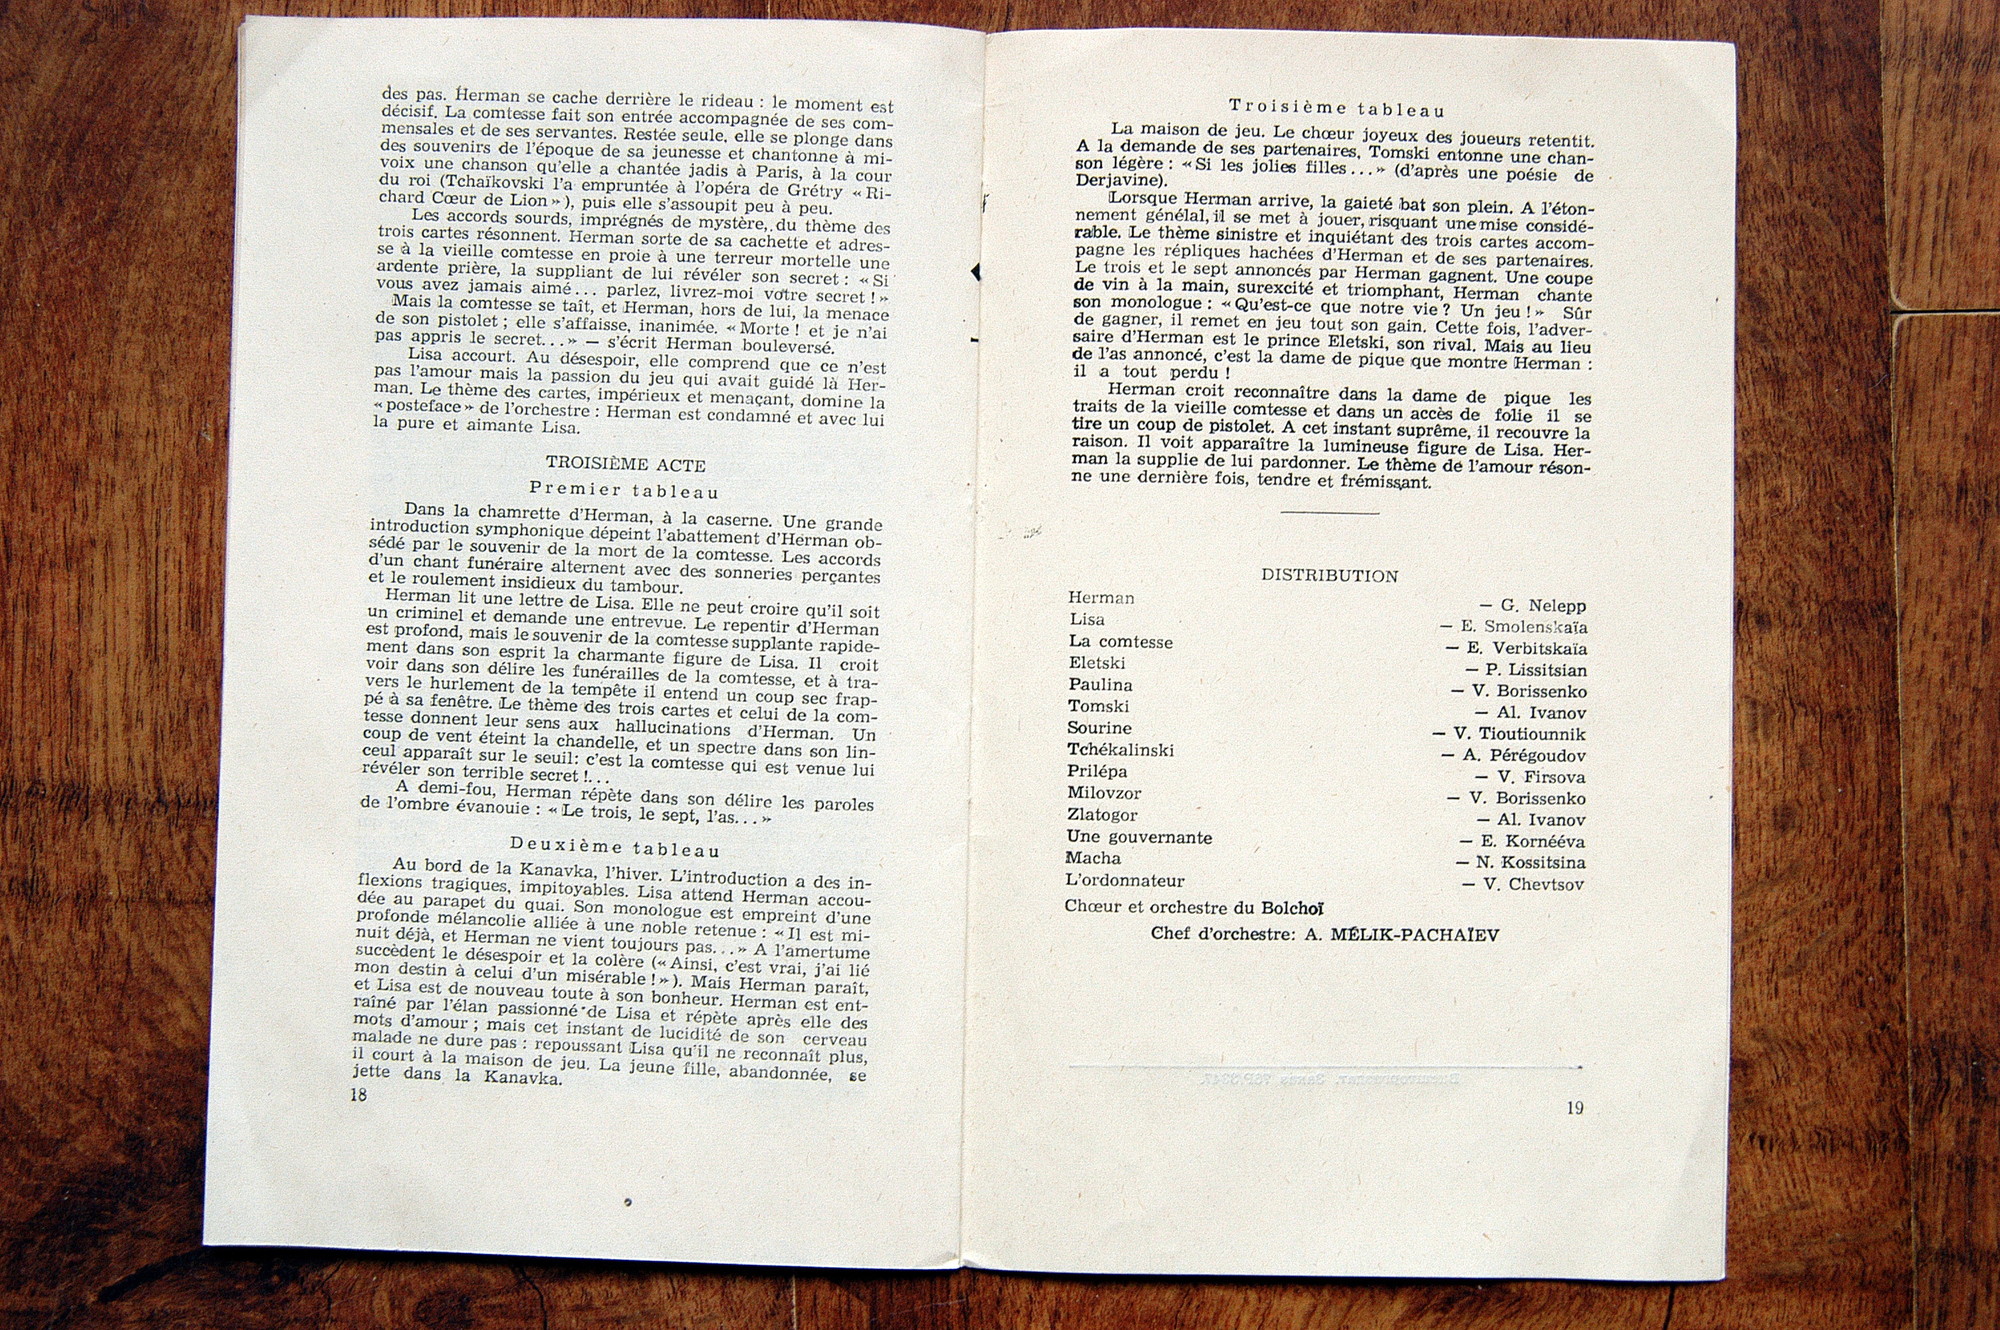 des pas. Herman se cache derrière le rideau : le moment est
décisif. La comtesse fait son entrée accompagnée de ses com-
mensales et de ses servantes. Restée seule, elle se plonge dans
des souvenirs de l'époque de sa jeunesse et chantonne à mi-
voix une chanson qu'elle a chantée jadis à Paris, à la cour
du roi (Tchaïkovski l'a empruntée à l'opéra de Grétry « Ri-
chard Cœur de Lion »), puis elle s'assoupit peu à peu.
Les accords sourds, imprégnés de mystère, du thème des
trois cartes résonnent. Herman sorte de sa cachette et adres-
se à la vieille comtesse en proie à une terreur mortelle une
ardente prière, la suppliant de lui révéler son secret : « Si
vous avez jamais aimé... parlez, livrez-moi votre secret ! »
Mais la comtesse se taît, et Herman, hors de lui, la menace
de son pistolet ; elle s'affaisse, inanimée. « Morte ! et je n'ai
pas appris le secret... » — s'écrit Herman bouleversé.
Lisa accourt. Au désespoir, elle comprend que ce n'est
pas l'amour mais la passion du jeu qui avait guidé là Her-
man. Le thème des cartes, impérieux et menaçant, domine la
« posteface » de l'orchestre : Herman est condamné et avec lui
la pure et aimante Lisa.
TROISIÈME ACTE
Premier tableau
Dans la chamrette d'Herman, à la caserne. Une grande
introduction symphonique dépeint l'abattement d'Herman ob-
sédé par le souvenir de la mort de la comtesse. Les accords
d'un chant funéraire alternent avec des sonneries perçantes
et le roulement insidieux du tambour.
Herman lit une lettre de Lisa. Elle ne peut croire qu'il soit
un criminel et demande une entrevue. Le repentir d'Herman
est profond, mais le souvenir de la comtesse supplante rapide-
ment dans son esprit la charmante figure de Lisa. Il croit
voir dans son délire les funérailles de la comtesse, et à tra-
vers le hurlement de la tempête il entend un coup sec frap-
pé à sa fenêtre. Le thème des trois cartes et celui de la com-
tesse donnent leur sens aux hallucinations d'Herman. Un
coup de vent éteint la chandelle, et un spectre dans son lin-
ceul apparaît sur le seuil: c'est la comtesse qui est venue lui
révéler son terrible secret !...
A demi-fou, Herman répète dans son délire les paroles
de l'ombre évanouie : « Le trois, le sept, l'as... »
Deuxième tableau
Au bord de la Kanavka, l'hiver. L'introduction a des in-
flexions tragiques, impitoyables. Lisa attend Herman accou-
dée au parapet du quai. Son monologue est empreint d'une
profonde mélancolie alliée à une noble retenue : « Il est mi-
nuit déjà, et Herman ne vient toujours pas... » A l'amertume
succèdent le désespoir et la colère (« Ainsi, c'est vrai, j'ai lié
mon destin à celui d'un misérable ! »). Mais Herman paraît,
et Lisa est de nouveau toute à son bonheur. Herman est ent-
raîné par l'élan passionné de Lisa et répète après elle des
mots d'amour ; mais cet instant de lucidité de son cerveau
malade ne dure pas : repoussant Lisa qu'il ne reconnaît plus,
il court à la maison de jeu. La jeune fille, abandonnée, se
jette dans la Kanavka.
18
Troisième tableau
La maison de jeu. Le chœur joyeux des joueurs retentit.
A la demande de ses partenaires, Tomski entonne une chan-
son légère : « Si les jolies filles... » (d'après une poésie de
Derjavine).
Lorsque Herman arrive, la gaieté bat son plein. A l'éton-
nement génélal, il se met à jouer, risquant une mise considé-
rable. Le thème sinistre et inquiétant des trois cartes accom-
pagne les répliques hachées d'Herman et de ses partenaires.
Le trois et le sept annoncés par Herman gagnent. Une coupe
de vin à la main, surexcité et triomphant, Herman chante
son monologue : « Qu'est-ce que notre vie ? Un jeu ! » Sûr
de gagner, il remet en jeu tout son gain. Cette fois, l'adver-
saire d'Herman est le prince Eletski, son rival. Mais au lieu
de l'as annoncé, c'est la dame de pique que montre Herman :
il a tout perdu !
Herman croit reconnaître dans la dame de pique les
traits de la vieille comtesse et dans un accès de folie il se
tire un coup de pistolet. A cet instant suprême, il recouvre la
raison. Il voit apparaître la lumineuse figure de Lisa. Her-
man la supplie de lui pardonner. Le thème de l'amour réson-
ne une dernière fois, tendre et frémissant.
DISTRIBUTION
Herman — G. Nelepp
Lisa — E. Smolenskaïa
La comtesse — E. Verbitskaïa
Eletski — P. Lissitsian
Paulina — V. Borissenko
Tomski — Al. Ivanov
Sourine — V. Tioutiounnik
Tchékalinski — A. Pérégoudov
Prilépa — V. Firsova
Milovzor — V. Borissenko
Zlatogor — Al. Ivanov
Une gouvernante — E. Kornééva
Macha — N. Kossitsina
L'ordonnateur — V. Chevtsov
Chœur et orchestre du Bolchoï
Chef d'orchestre: A. MÉLIK-PACHAÏEV
19